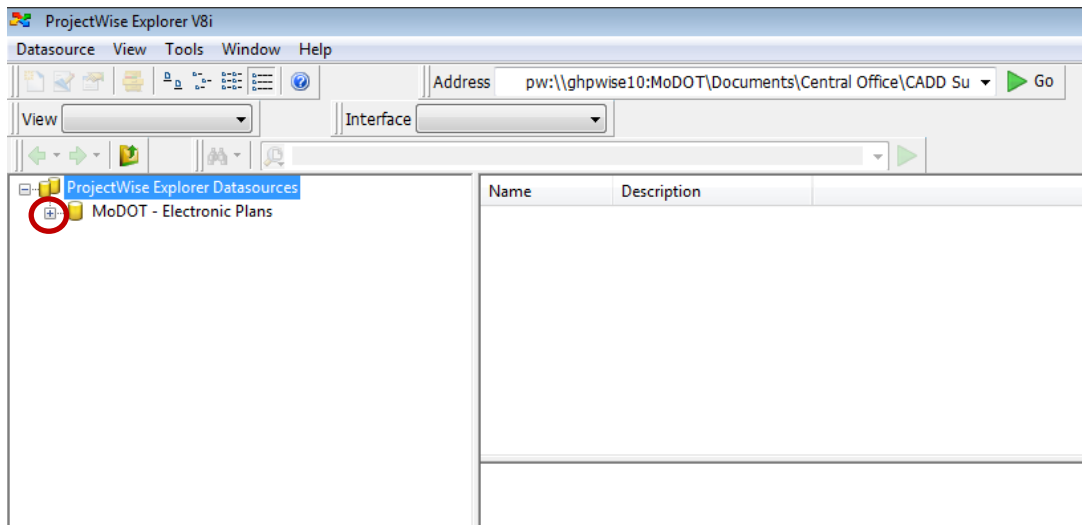 ProjectWise Explorer V8i
Datasource View Tools Window Help
Address pw:\\ghpwise10:MoDOT\Documents\Central Office\CADD Su Go
View Interface
ProjectWise Explorer Datasources
Name Description
MoDOT - Electronic Plans